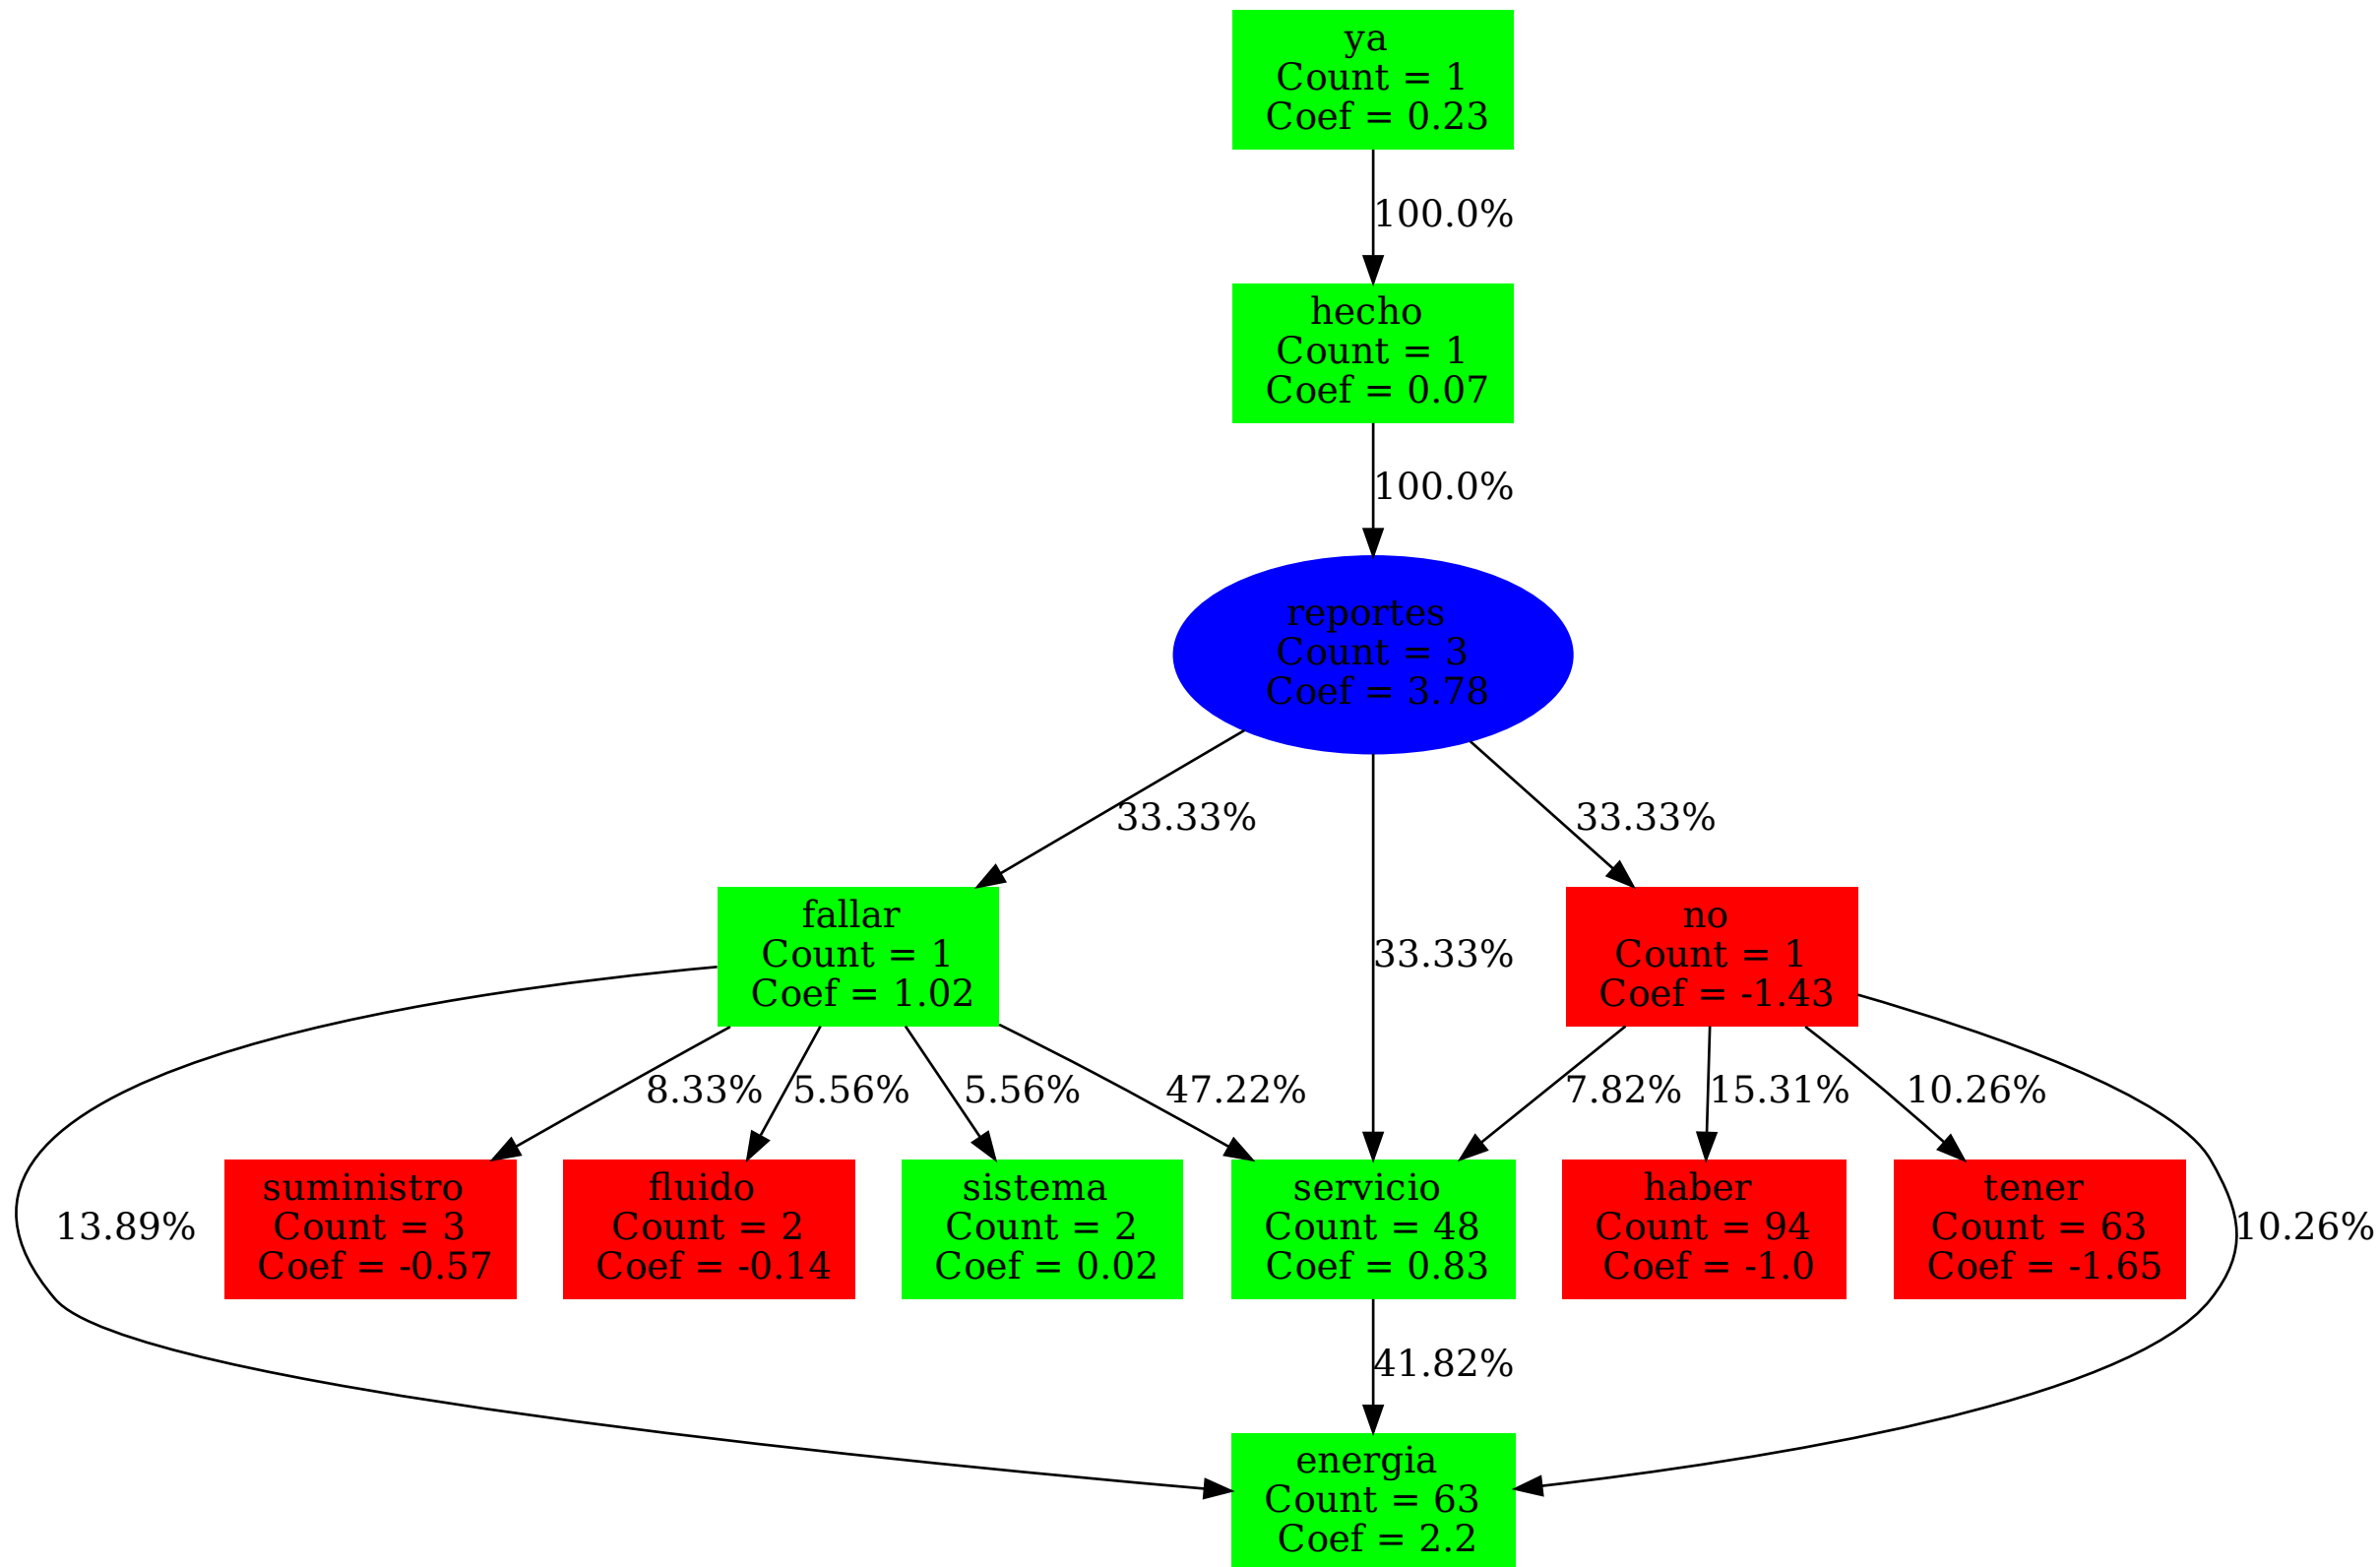 ya
Count = 1
Coef = 0.23
100.0%
hecho
Count = 1
Coef = 0.07
100.0%
reportes
Count = 3
Coef = 3.78
33.33%
33.33%
33.33%
fallar
Count = 1
Coef = 1.02
no
Count = 1
Coef = -1.43
8.33%
5.56%
5.56%
47.22%
7.82%
15.31%
10.26%
13.89%
suministro
Count = 3
Coef = -0.57
fluido
Count = 2
Coef = -0.14
sistema
Count = 2
Coef = 0.02
servicio
Count = 48
Coef = 0.83
haber
Count = 94
Coef = -1.0
tener
Count = 63
Coef = -1.65
10.26%
41.82%
energia
Count = 63
Coef = 2.2